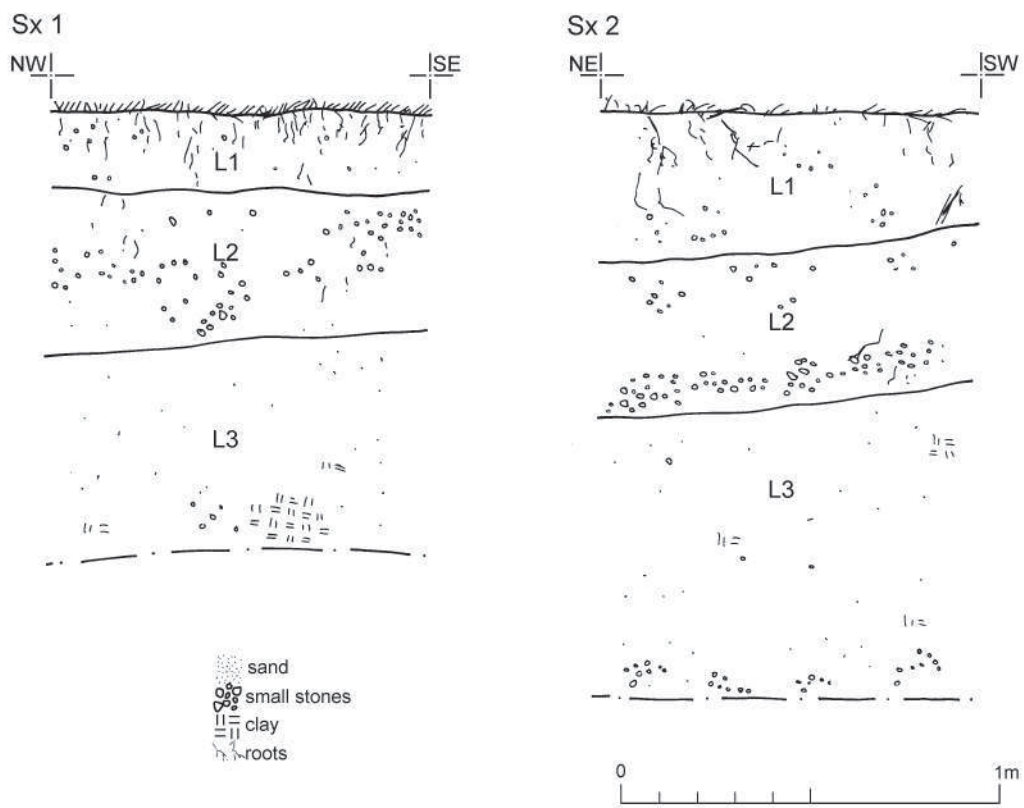 Sx 1
NW
SE
L1
L2
L3
Sx 2
NE
SW
L1
L2
L3
sand
small stones
clay
roots
0
1m